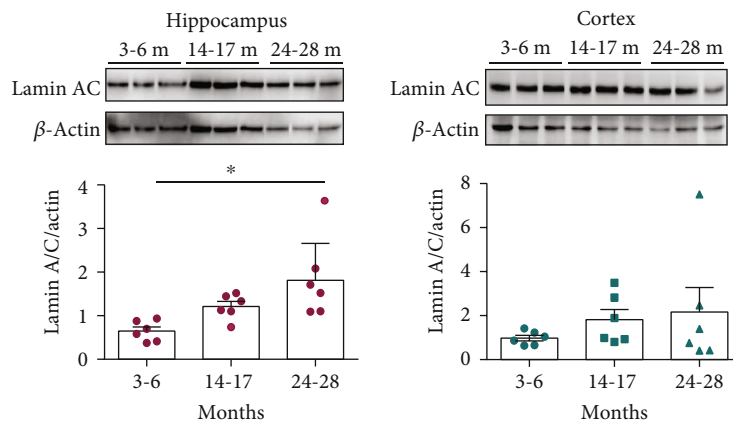 Hippocampus
3-6 m 14-17 m 24-28 m
Lamin AC
β-Actin
*
Lamin A/C/actin
4
3
2
1
0
3-6 14-17 24-28
Months
Cortex
3-6 m 14-17 m 24-28 m
Lamin AC
β-Actin
Lamin A/C/actin
8
6
4
2
0
3-6 14-17 24-28
Months